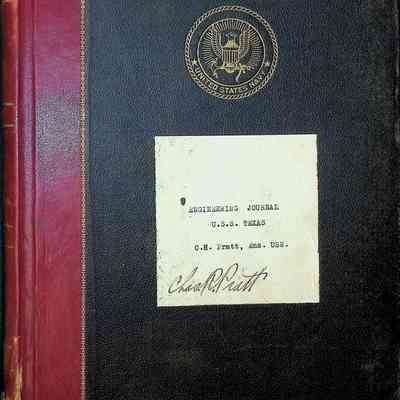 UNITED STATES NAVY
ENGINEERING JOURNAL
U.S.S. TEXAS
C.H. Pratt, Ens. USN.
Chas R. Pratt